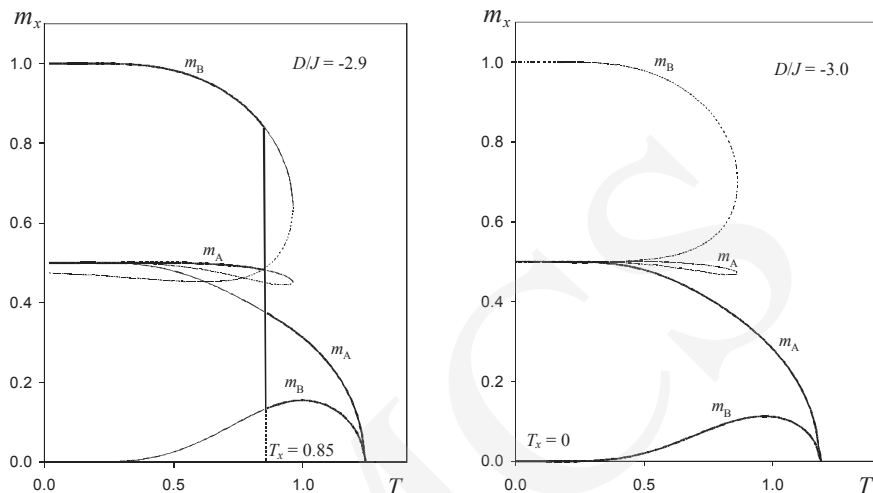 m_x
1.0
0.8
0.6
0.4
0.2
0.0
m_B
D/J = -2.9
m_A
m_A
m_B
T_x = 0.85
0.0
0.5
1.0
T
m_x
1.0
0.8
0.6
0.4
0.2
0.0
m_B
D/J = -3.0
m_A
m_A
m_B
T_x = 0
0.0
0.5
1.0
T